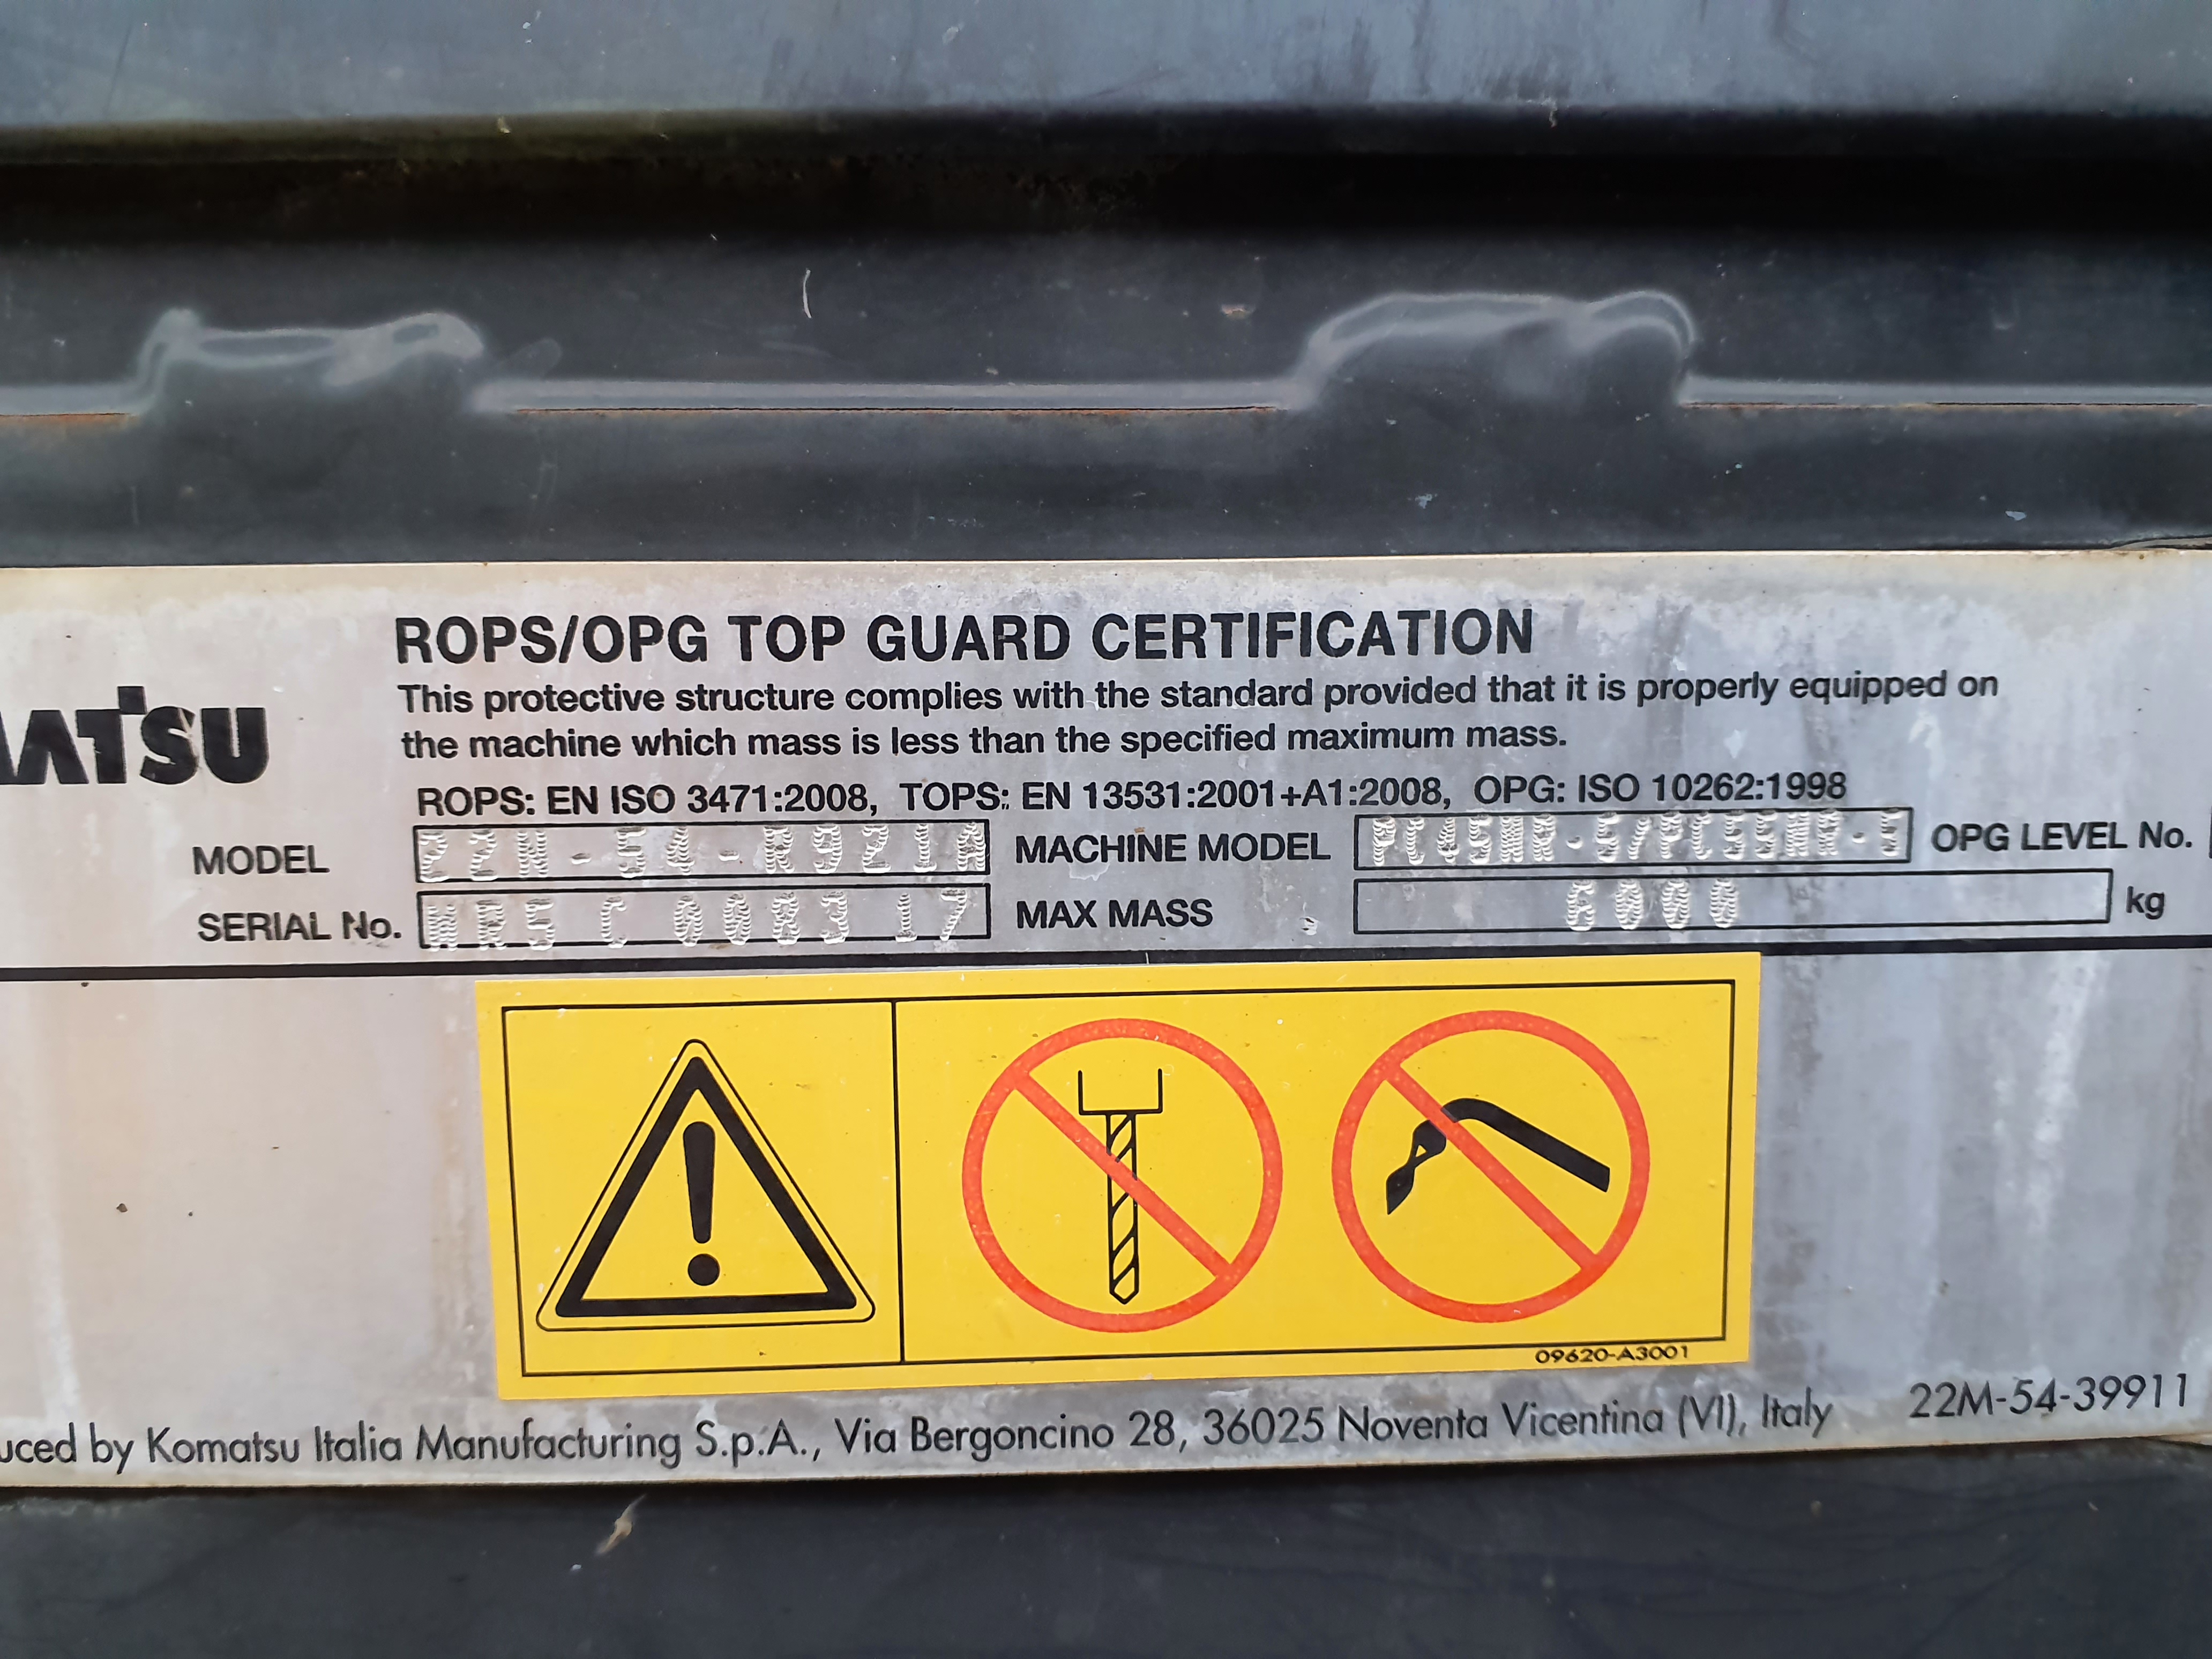 ROPS/OPG TOP GUARD CERTIFICATION
This protective structure complies with the standard provided that it is properly equipped on
the machine which mass is less than the specified maximum mass.
ATSU
ROPS: EN ISO 3471:2008, TOPS: EN 13531:2001+A1:2008, OPG: ISO 10262:1998
MODEL 22N-54-R921A MACHINE MODEL PC45MR-5/PC55MR-5 OPG LEVEL No.
SERIAL No. MR5 C 0083 17 MAX MASS 6000 kg
09620-A3001
uced by Komatsu Italia Manufacturing S.p.A., Via Bergoncino 28, 36025 Noventa Vicentina (VI), Italy 22M-54-39911